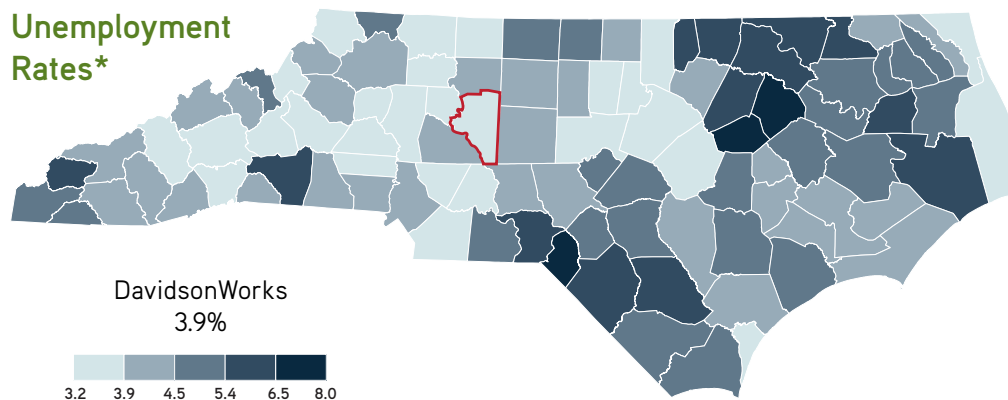 Unemployment
Rates*
DavidsonWorks
3.9%
3.2 3.9 4.5 5.4 6.5 8.0